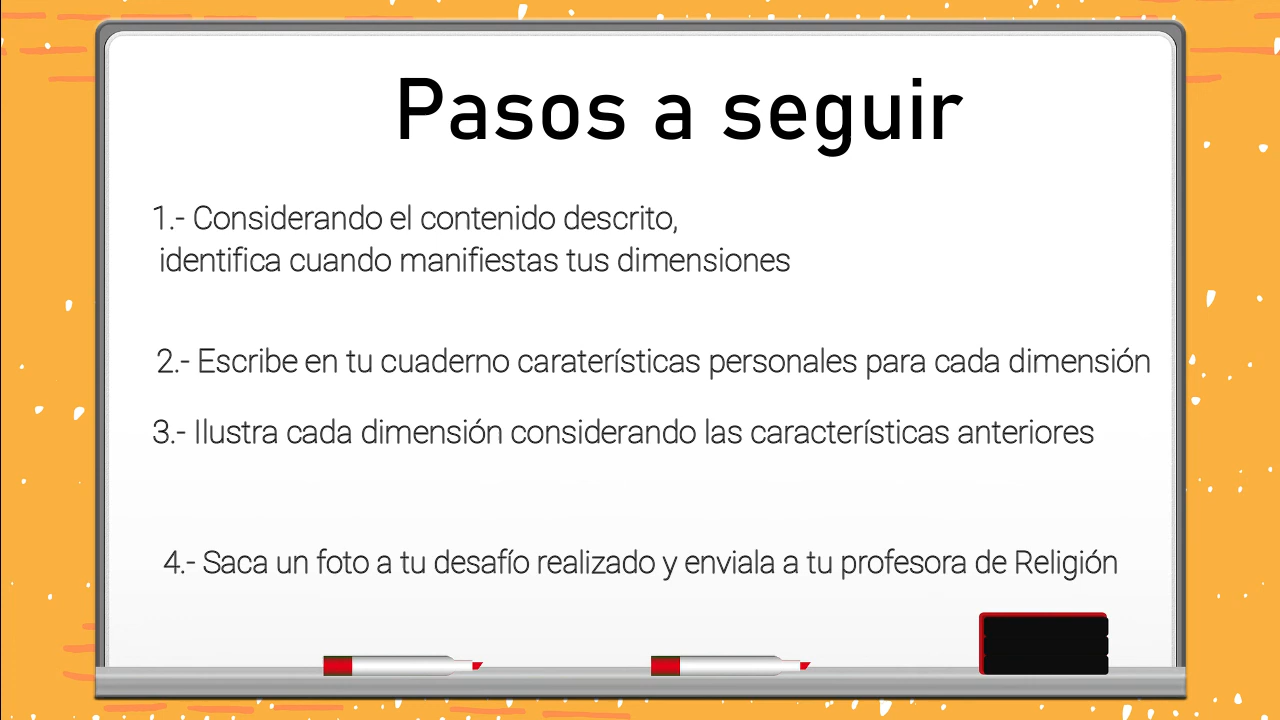 Pasos a seguir
1.- Considerando el contenido descrito,
identifica cuando manifiestas tus dimensiones
2.- Escribe en tu cuaderno caraterísticas personales para cada dimensión
3.- Ilustra cada dimensión considerando las características anteriores
4.- Saca un foto a tu desafío realizado y enviala a tu profesora de Religión